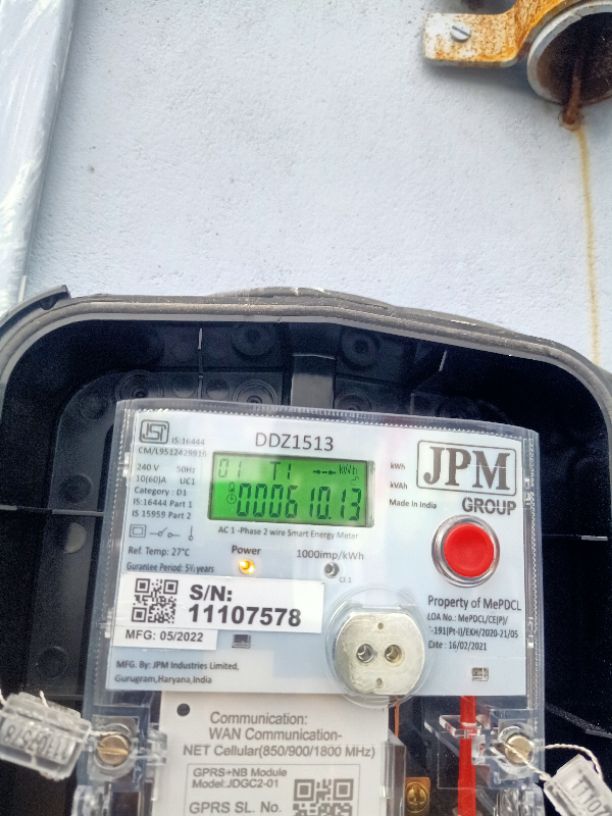 IS:16444
CM/L9512429916
DDZ1513
240 V 50Hz
10(60)A UC1
Category : D1
IS:16444 Part 1
IS 15959 Part 2
01 T1 kWh
000610.13
kWh
kVAh
Made in India
JPM
GROUP
AC 1 -Phase 2 wire Smart Energy Meter
Ref. Temp: 27°C
Gurantee Period: 5½ years
Power
1000imp/kWh
S/N:
11107578
MFG: 05/2022
Property of MePDCL
LOA No.: MePDCL/CE(P)/
T-191(Pt-I)/EKH/2020-21/05
Date : 16/02/2021
MFG. By: JPM Industries Limited,
Gurugram,Haryana,India
Communication:
WAN Communication-
NET Cellular(850/900/1800 MHz)
GPRS+NB Module
Model:JDGC2-01
GPRS SL. No.